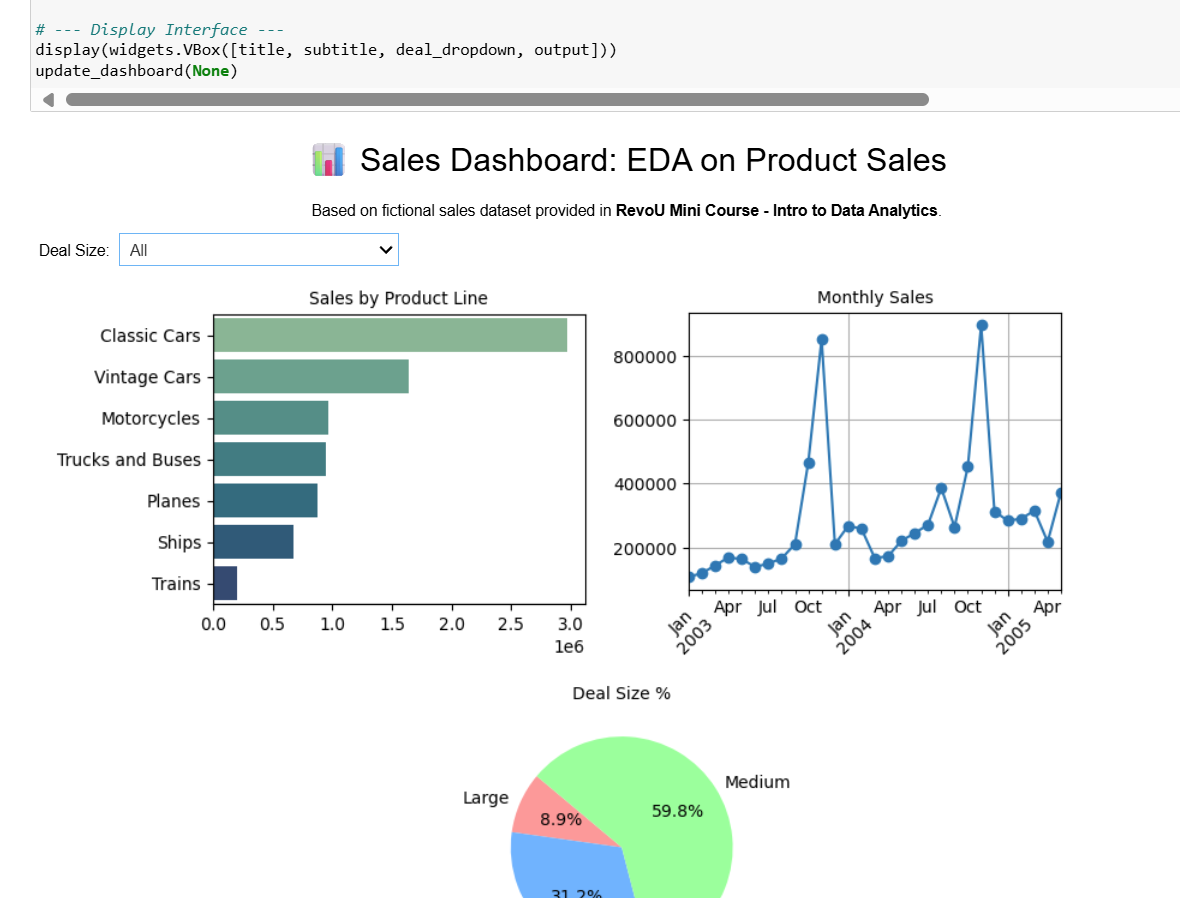 # --- Display Interface ---
display(widgets.VBox([title, subtitle, deal_dropdown, output]))
update_dashboard(None)
Sales Dashboard: EDA on Product Sales
Based on fictional sales dataset provided in RevoU Mini Course - Intro to Data Analytics.
Deal Size: All
Sales by Product Line
Classic Cars
Vintage Cars
Motorcycles
Trucks and Buses
Planes
Ships
Trains
0.0 0.5 1.0 1.5 2.0 2.5 3.0
1e6
Monthly Sales
800000
600000
400000
200000
Jan
2003
Apr
Jul
Oct
Jan
2004
Apr
Jul
Oct
Jan
2005
Apr
Deal Size %
Medium
Large
59.8%
8.9%
31.2%